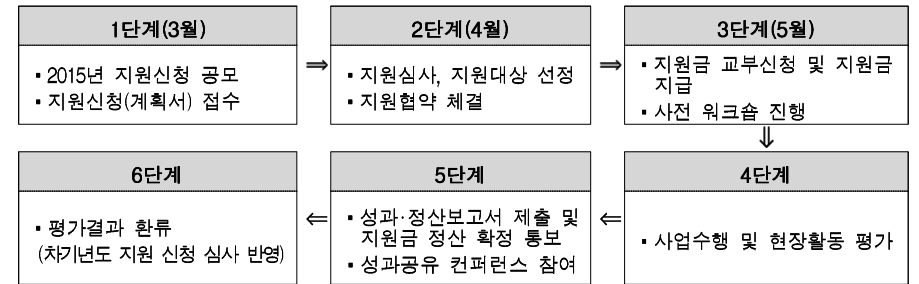 1단계(3월)
▪ 2015년 지원신청 공모
▪ 지원신청(계획서) 접수
⇒
2단계(4월)
▪ 지원심사, 지원대상 선정
▪ 지원협약 체결
⇒
3단계(5월)
▪ 지원금 교부신청 및 지원금
지급
▪ 사전 워크숍 진행
⇓
4단계
▪ 사업수행 및 현장활동 평가
⇐
5단계
▪ 성과·정산보고서 제출 및
지원금 정산 확정 통보
▪ 성과공유 컨퍼런스 참여
⇐
6단계
▪ 평가결과 환류
(차기년도 지원 신청 심사 반영)